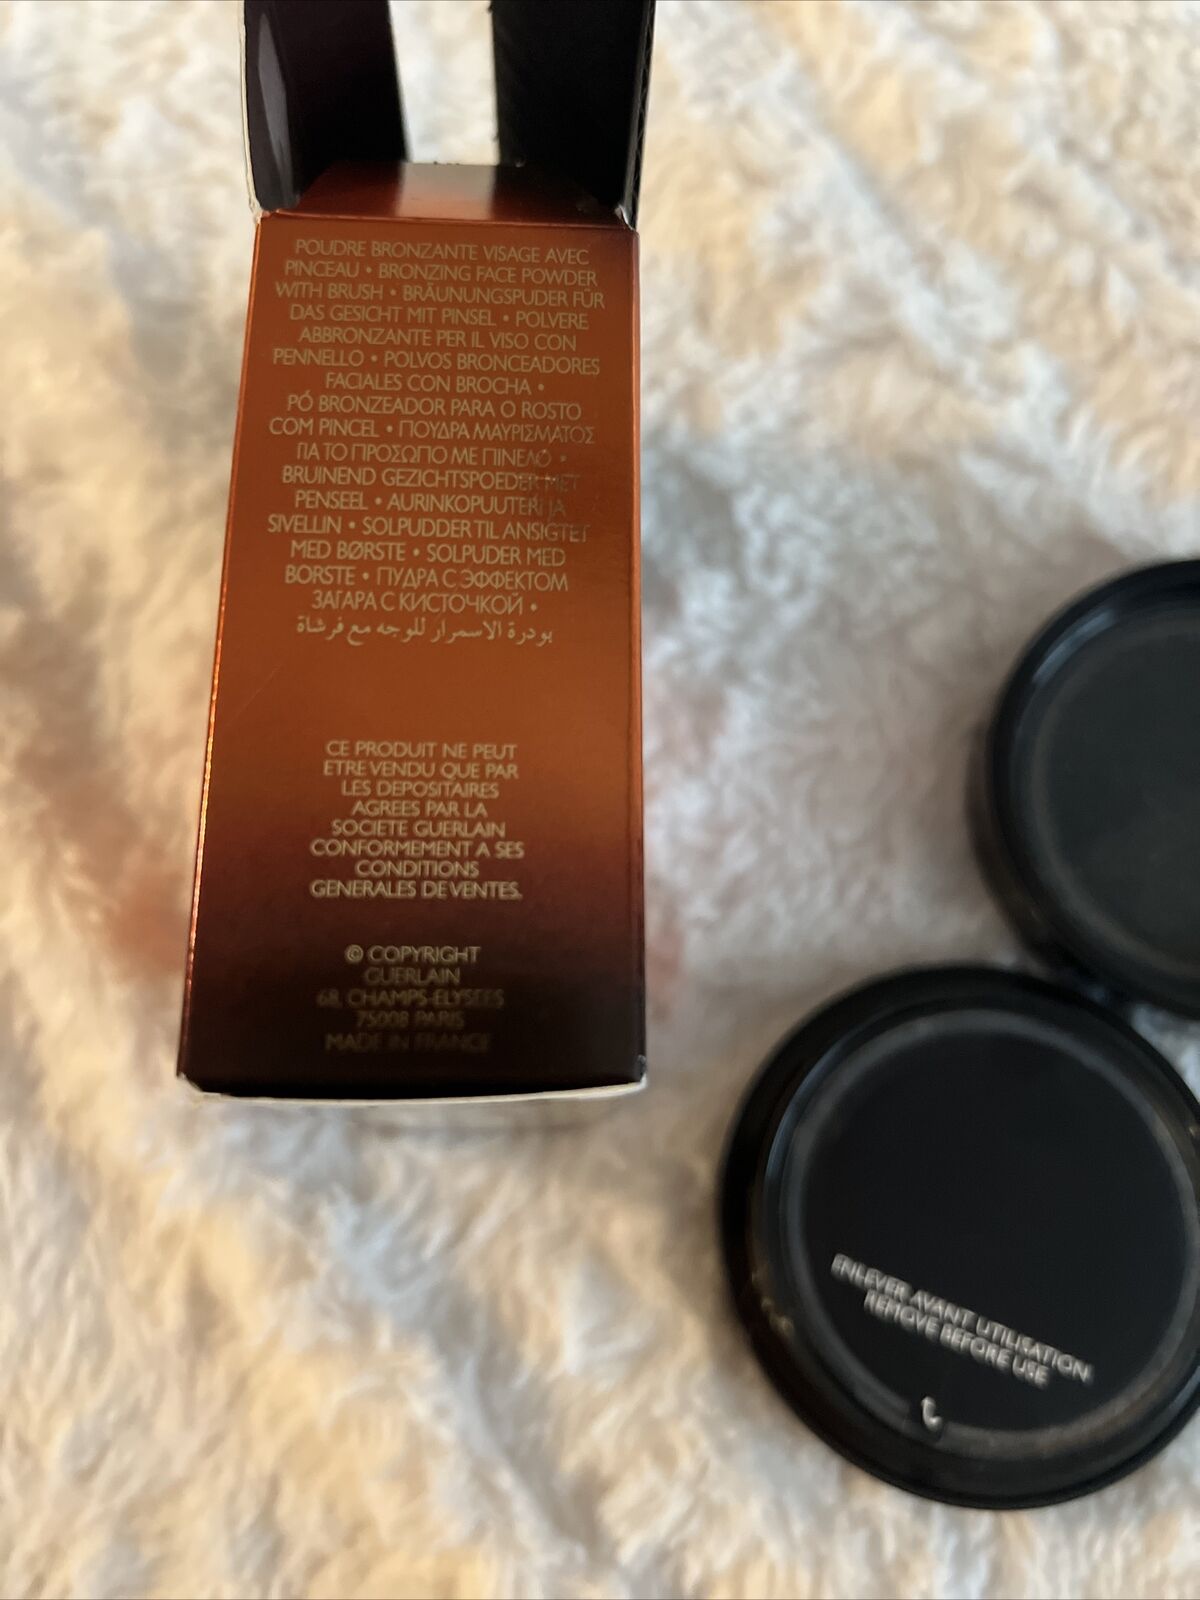 POUDRE BRONZANTE VISAGE AVEC
PINCEAU • BRONZING FACE POWDER
WITH BRUSH • BRÄUNUNGSPUDER FÜR
DAS GESICHT MIT PINSEL • POLVERE
ABBRONZANTE PER IL VISO CON
PENNELLO • POLVOS BRONCEADORES
FACIALES CON BROCHA •
PÓ BRONZEADOR PARA O ROSTO
COM PINCEL • ΠΟΥΔΡΑ ΜΑΥΡΙΣΜΑΤΟΣ
ΓΙΑ ΤΟ ΠΡΟΣΩΠΟ ΜΕ ΠΙΝΕΛΟ •
BRUINEND GEZICHTSPOEDER MET
PENSEEL • AURINKOPUUTERI JA
SIVELLIN • SOLPUDDER TIL ANSIGTET
MED BØRSTE • SOLPUDER MED
BORSTE • ПУДРА С ЭФФЕКТОМ
ЗАГАРА С КИСТОЧКОЙ •
بودرة الاسمرار للوجه مع فرشاة
CE PRODUIT NE PEUT
ETRE VENDU QUE PAR
LES DEPOSITAIRES
AGREES PAR LA
SOCIETE GUERLAIN
CONFORMEMENT A SES
CONDITIONS
GENERALES DE VENTES.
© COPYRIGHT
GUERLAIN
68, CHAMPS-ELYSEES
75008 PARIS
MADE IN FRANCE
ENLEVER AVANT UTILISATION
REMOVE BEFORE USE